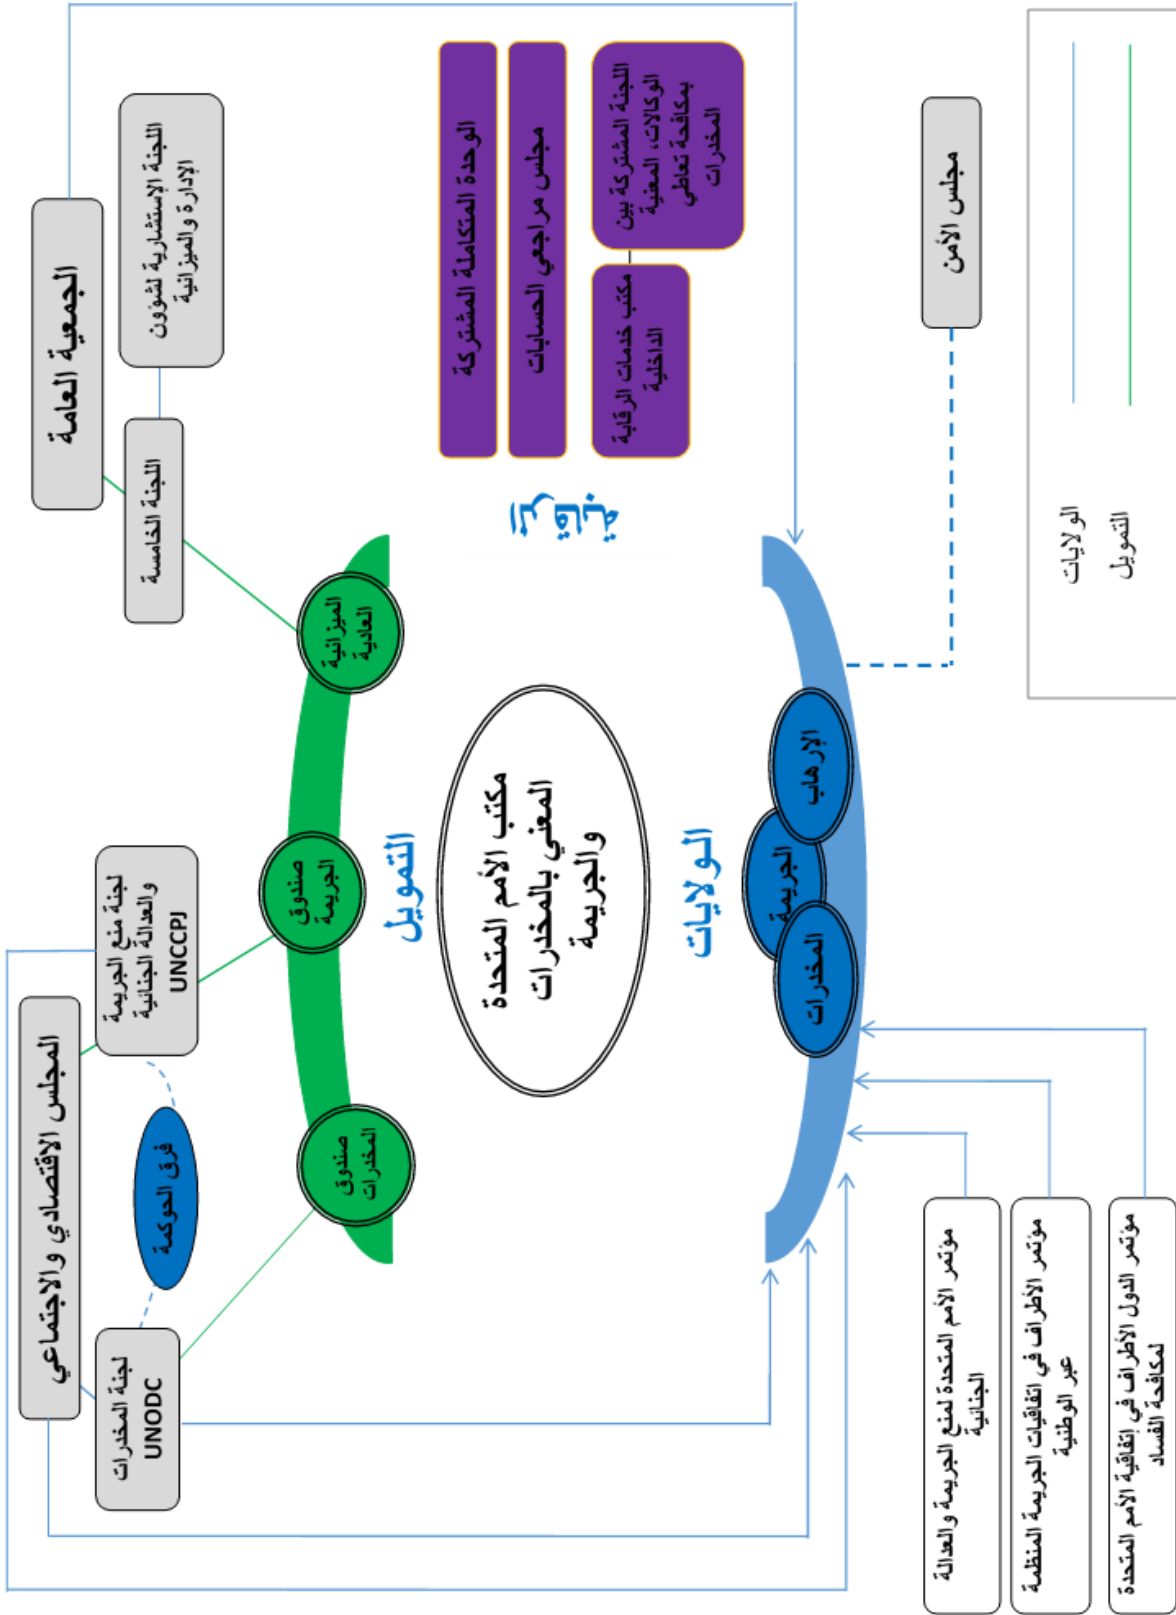 المجلس الاقتصادي والاجتماعي
الجمعية العامة
لجنة المخدرات
UNODC
فرق الحوكمة
لجنة منع الجريمة
والعدالة الجنائية
UNCCPJ
اللجنة الخامسة
اللجنة الإستشارية لشؤون
الإدارة والميزانية
صندوق
المخدرات
صندوق
الجريمة
الميزانية
العادية
التمويل
مكتب الأمم المتحدة
المعني بالمخدرات
والجريمة
الرقابة
الوحدة المتكاملة المشتركة
مجلس مراجعي الحسابات
مكتب خدمات الرقابة
الداخلية
اللجنة المشتركة بين
الوكالات، المعنية
بمكافحة تعاطي
المخدرات
الولايات
المخدرات
الجريمة
الإرهاب
مؤتمر الأمم المتحدة لمنع الجريمة والعدالة
الجنائية
مؤتمر الأطراف في اتفاقيات الجريمة المنظمة
عبر الوطنية
مؤتمر الدول الأطراف في إتفاقية الأمم المتحدة
لمكافحة الفساد
مجلس الأمن
الولايات
التمويل